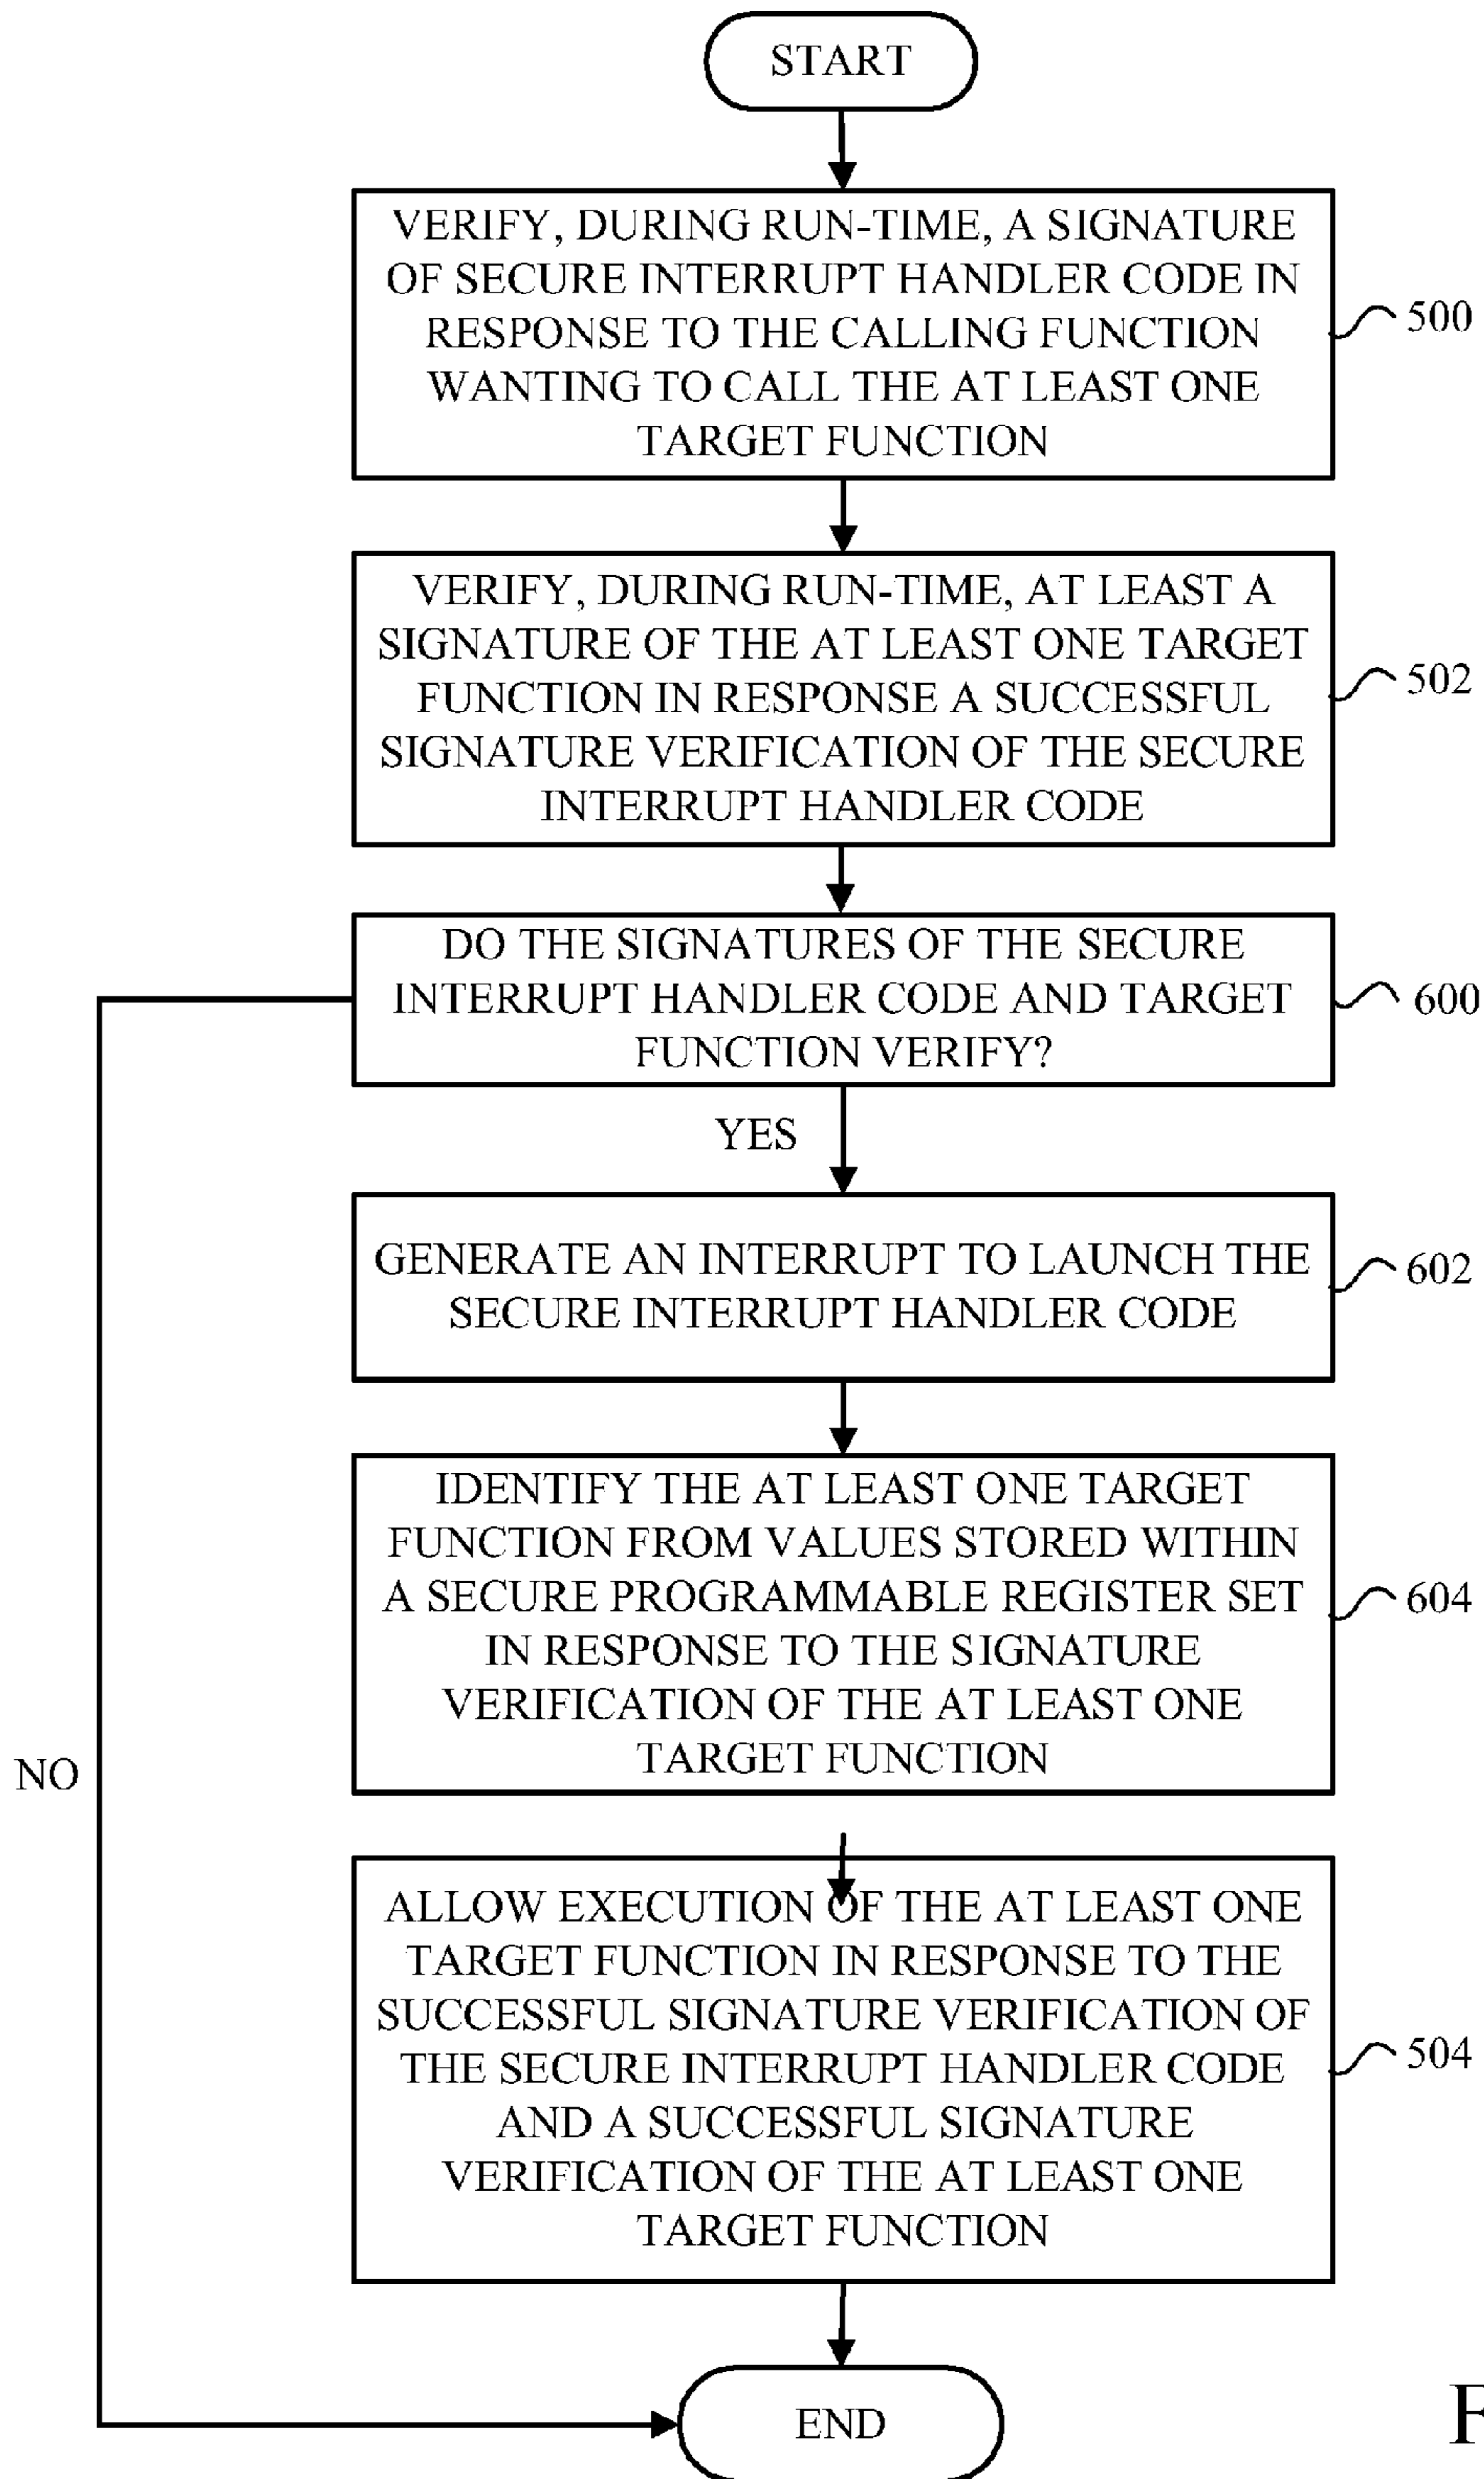 START
VERIFY, DURING RUN-TIME, A SIGNATURE
OF SECURE INTERRUPT HANDLER CODE IN
RESPONSE TO THE CALLING FUNCTION
WANTING TO CALL THE AT LEAST ONE
TARGET FUNCTION
500
VERIFY, DURING RUN-TIME, AT LEAST A
SIGNATURE OF THE AT LEAST ONE TARGET
FUNCTION IN RESPONSE A SUCCESSFUL
SIGNATURE VERIFICATION OF THE SECURE
INTERRUPT HANDLER CODE
502
DO THE SIGNATURES OF THE SECURE
INTERRUPT HANDLER CODE AND TARGET
FUNCTION VERIFY?
600
YES
GENERATE AN INTERRUPT TO LAUNCH THE
SECURE INTERRUPT HANDLER CODE
602
IDENTIFY THE AT LEAST ONE TARGET
FUNCTION FROM VALUES STORED WITHIN
A SECURE PROGRAMMABLE REGISTER SET
IN RESPONSE TO THE SIGNATURE
VERIFICATION OF THE AT LEAST ONE
TARGET FUNCTION
604
NO
ALLOW EXECUTION OF THE AT LEAST ONE
TARGET FUNCTION IN RESPONSE TO THE
SUCCESSFUL SIGNATURE VERIFICATION OF
THE SECURE INTERRUPT HANDLER CODE
AND A SUCCESSFUL SIGNATURE
VERIFICATION OF THE AT LEAST ONE
TARGET FUNCTION
504
END